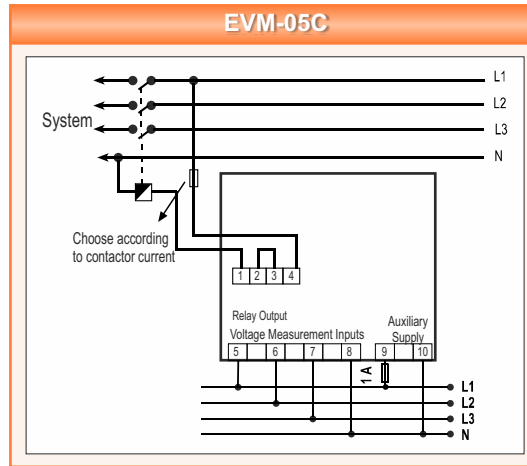 EVM-05C
L1
L2
System
L3
N
Choose according
to contactor current
1 2 3 4
Relay Output
Voltage Measurement Inputs
Auxiliary
Supply
5 6 7 8 9 10
1 A
L1
L2
L3
N